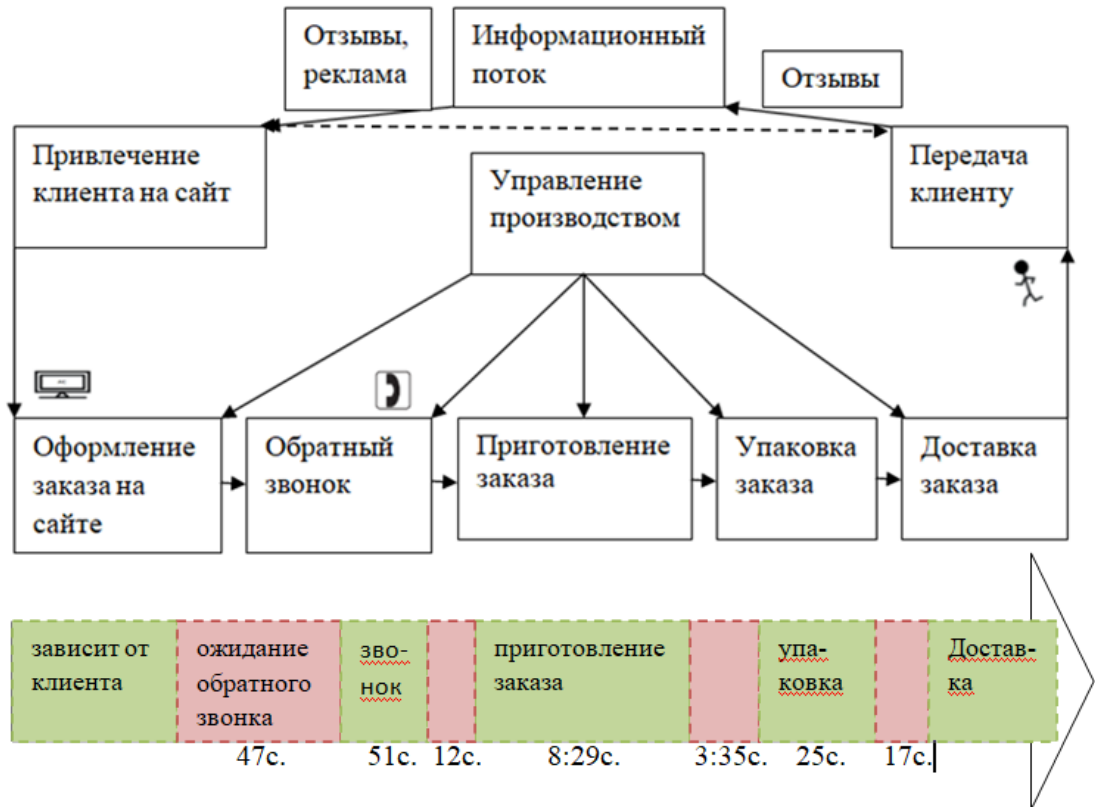 Отзывы,
реклама
Информационный
поток
Отзывы
Привлечение
клиента на сайт
Управление
производством
Передача
клиенту
Оформление
заказа на
сайте
Обратный
звонок
Приготовление
заказа
Упаковка
заказа
Доставка
заказа
зависит от
клиента
ожидание
обратного
звонка
зво-
нок
приготовление
заказа
упа-
ковка
Достав-
ка
47с. 51с. 12с. 8:29с. 3:35с. 25с. 17с.